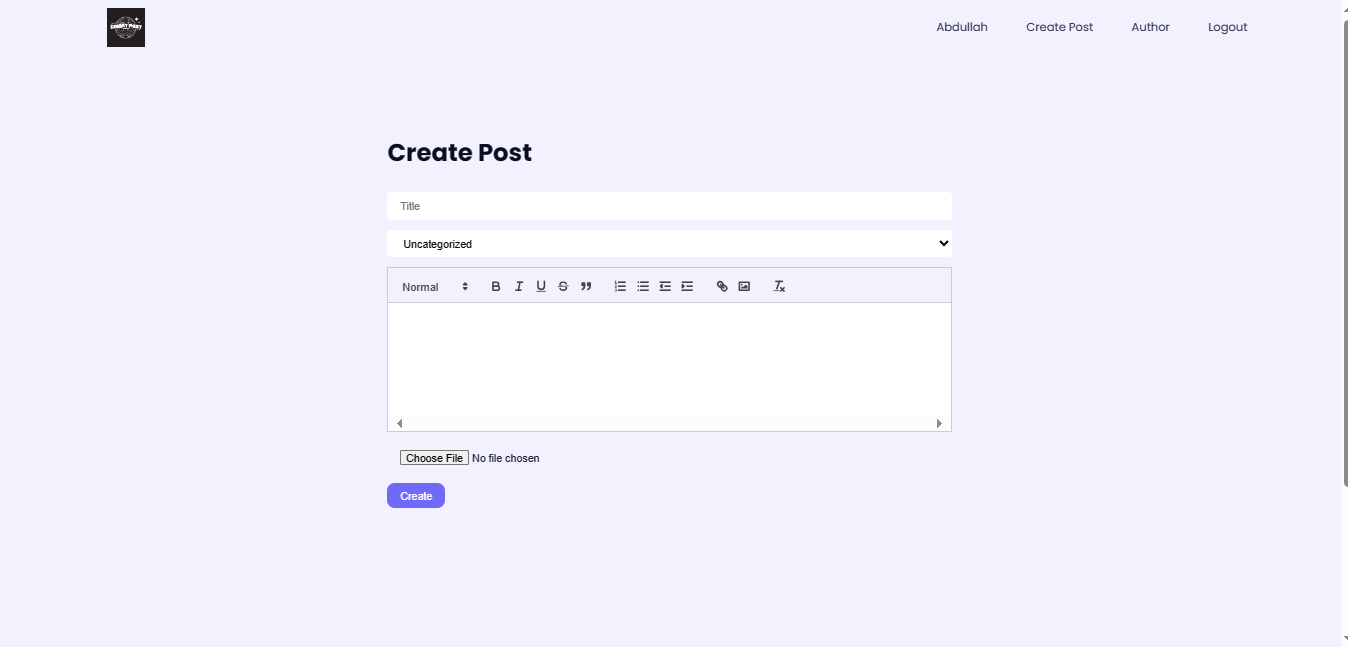 Abdullah Create Post Author Logout
Create Post
Title
Uncategorized
Normal
Choose File No file chosen
Create